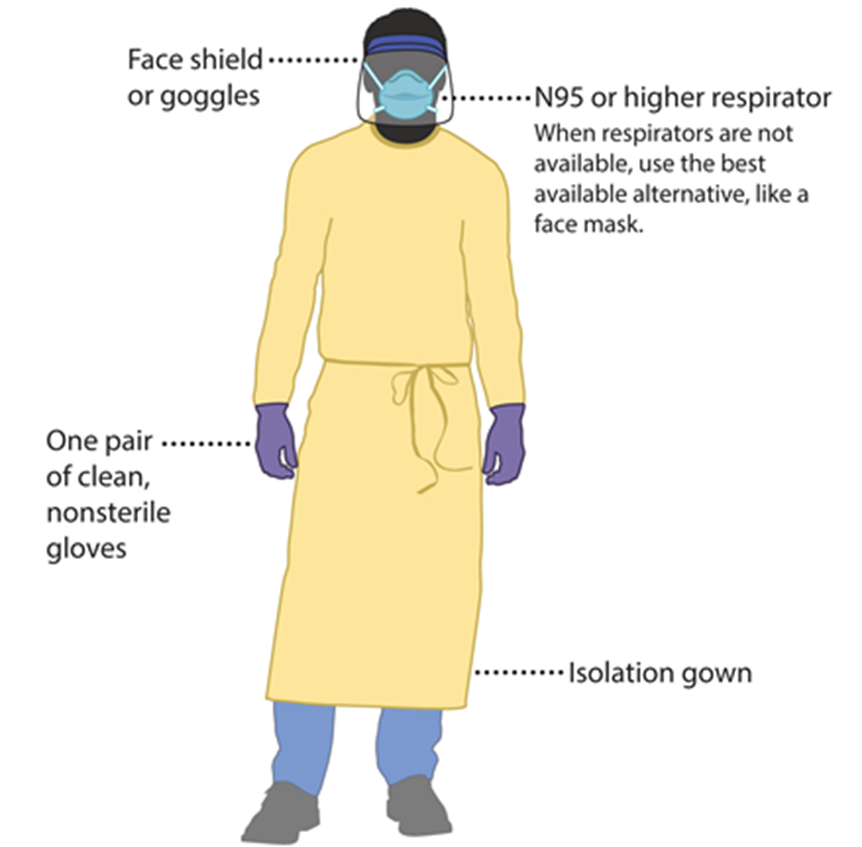 Face shield
or goggles
N95 or higher respirator
When respirators are not
available, use the best
available alternative, like a
face mask.
One pair
of clean,
nonsterile
gloves
Isolation gown